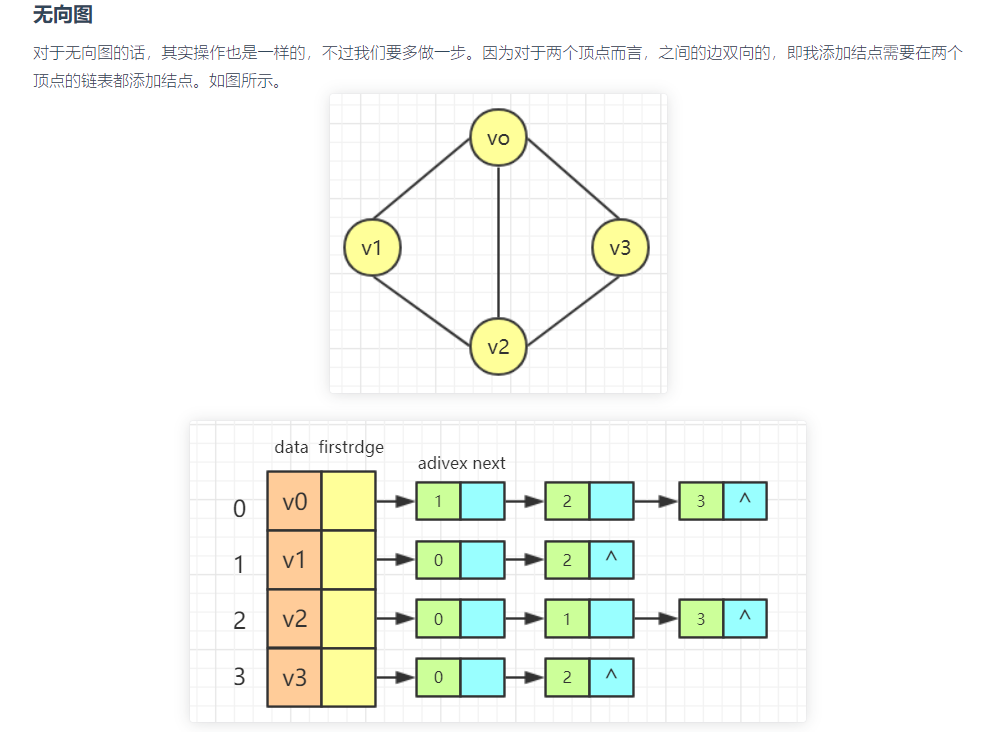 无向图
对于无向图的话，其实操作也是一样的，不过我们要多做一步。因为对于两个顶点而言，之间的边双向的，即我添加结点需要在两个
顶点的链表都添加结点。如图所示。
vo
v1
v3
v2
data firstrdge
adivex next
0 v0 1 2 3 ^
1 v1 0 2 ^
2 v2 0 1 3 ^
3 v3 0 2 ^